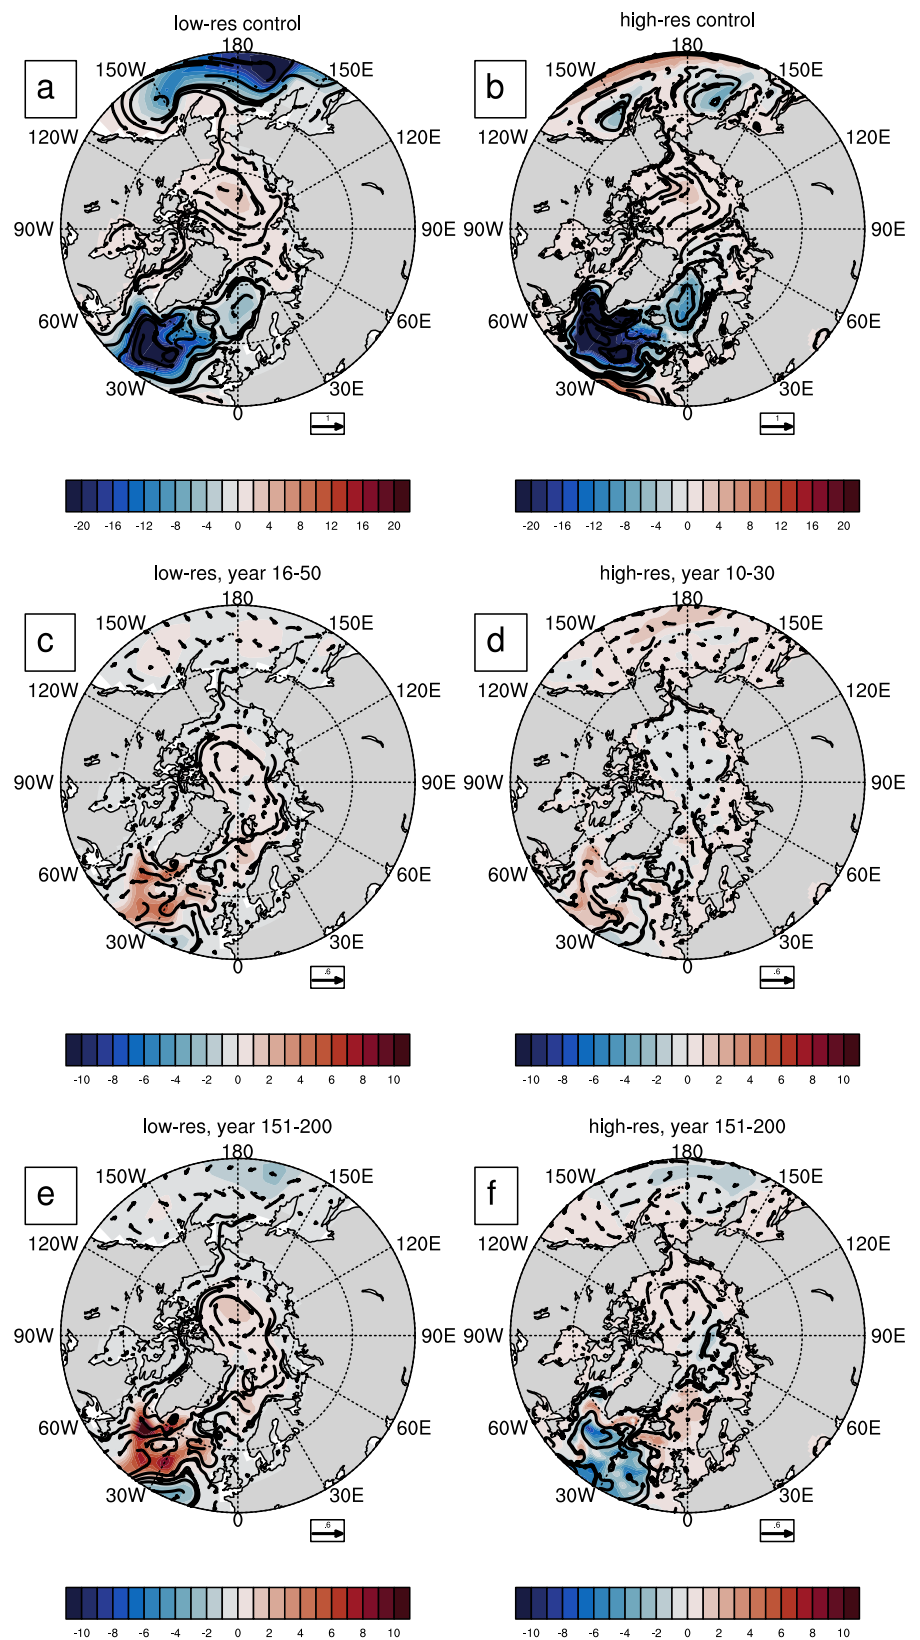 low-res control
high-res control
a
180
150W
150E
120W
120E
90W
90E
60W
60E
30W
30E
0
1
b
180
150W
150E
120W
120E
90W
90E
60W
60E
30W
30E
0
1
-20 -16 -12 -8 -4 0 4 8 12 16 20
-20 -16 -12 -8 -4 0 4 8 12 16 20
low-res, year 16-50
high-res, year 10-30
c
180
150W
150E
120W
120E
90W
90E
60W
60E
30W
30E
0
.6
d
180
150W
150E
120W
120E
90W
90E
60W
60E
30W
30E
0
.6
-10 -8 -6 -4 -2 0 2 4 6 8 10
-10 -8 -6 -4 -2 0 2 4 6 8 10
low-res, year 151-200
high-res, year 151-200
e
180
150W
150E
120W
120E
90W
90E
60W
60E
30W
30E
0
.6
f
180
150W
150E
120W
120E
90W
90E
60W
60E
30W
30E
0
.6
-10 -8 -6 -4 -2 0 2 4 6 8 10
-10 -8 -6 -4 -2 0 2 4 6 8 10